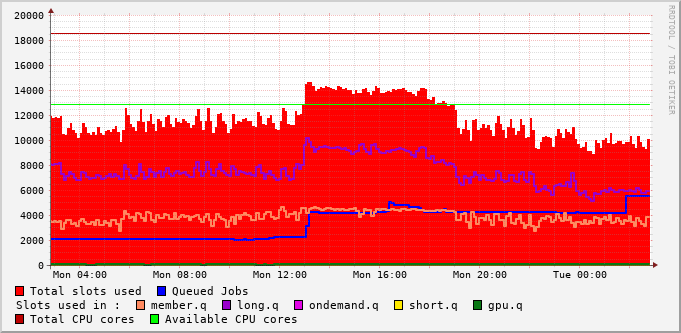 20000
18000
16000
14000
12000
10000
8000
6000
4000
2000
0
Mon 04:00 Mon 08:00 Mon 12:00 Mon 16:00 Mon 20:00 Tue 00:00
RRDTOOL / TOBI OETIKER
Total slots used Queued Jobs
Slots used in : member.q long.q ondemand.q short.q gpu.q
Total CPU cores Available CPU cores